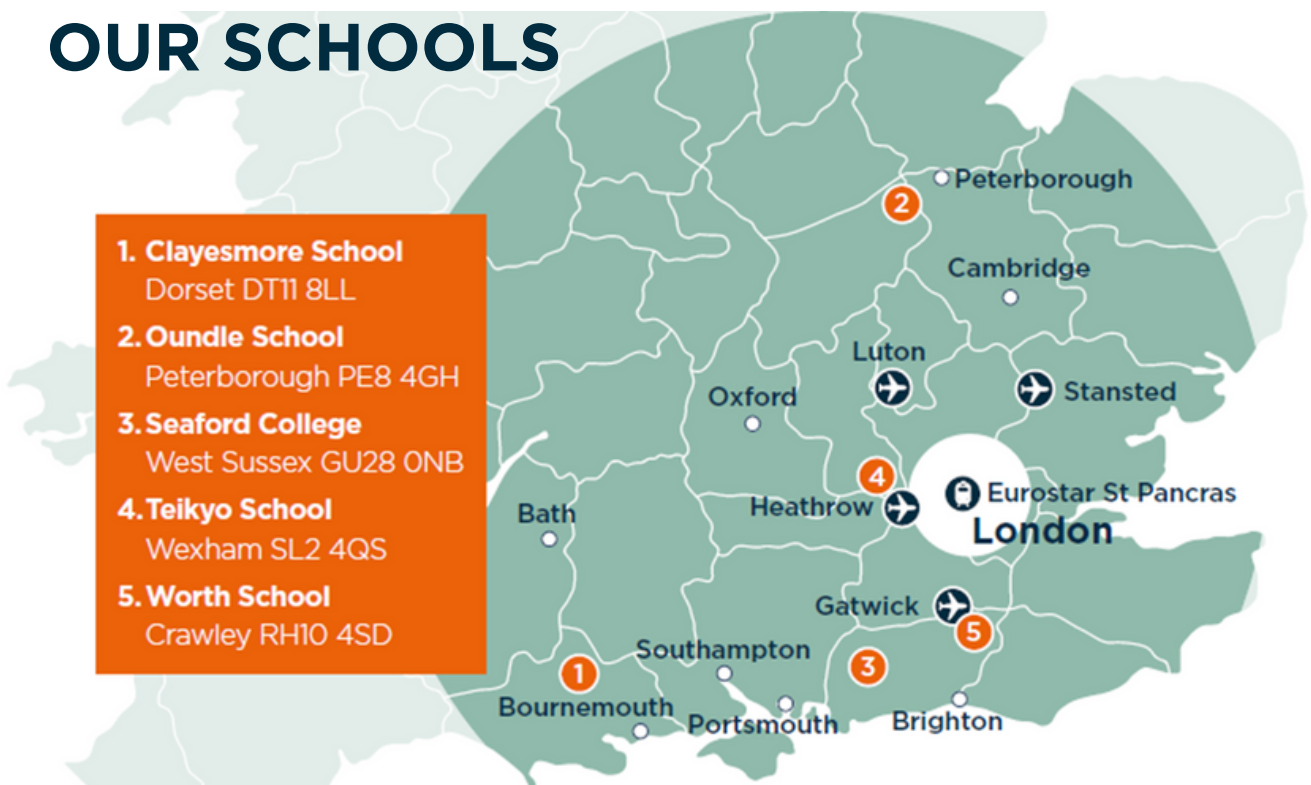 OUR SCHOOLS
1. Clayesmore School
Dorset DT11 8LL
2. Oundle School
Peterborough PE8 4GH
3. Seaford College
West Sussex GU28 0NB
4. Teikyo School
Wexham SL2 4QS
5. Worth School
Crawley RH10 4SD
Peterborough
2
Cambridge
Luton
Oxford
Stansted
4
Heathrow
Eurostar St Pancras
London
Bath
Gatwick
5
Southampton
3
1
Bournemouth
Portsmouth
Brighton